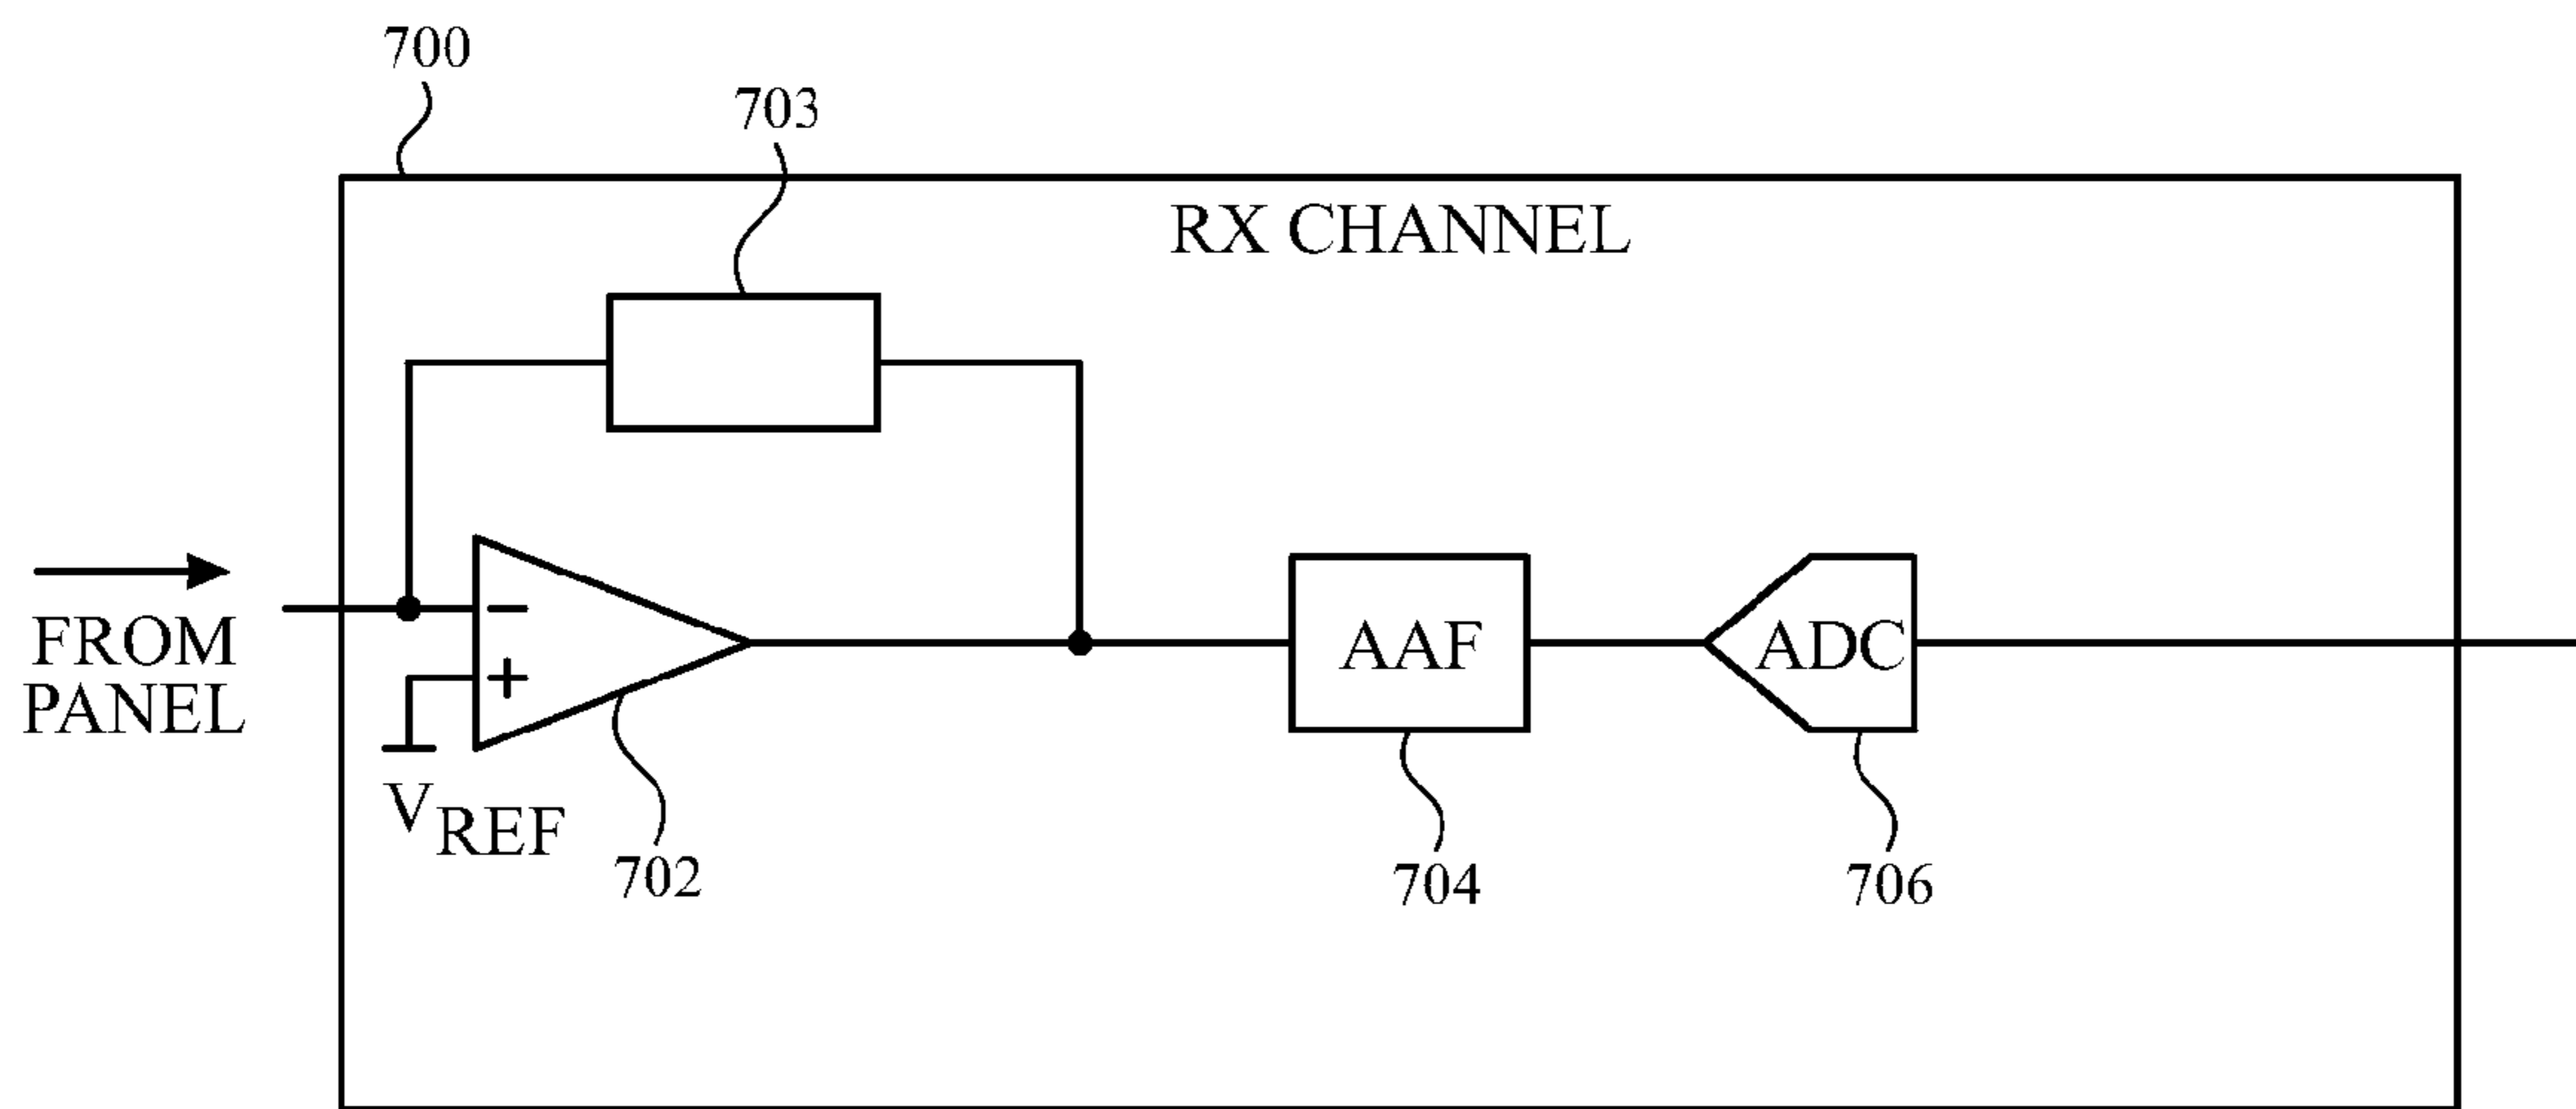 700
703
RX CHANNEL
FROM
PANEL
−
+
VREF
702
AAF
704
ADC
706